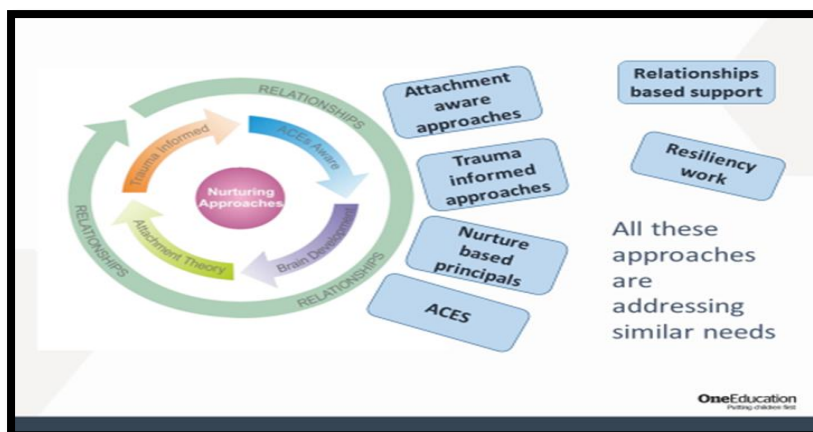 RELATIONSHIPS
Trauma Informed
ACEs Aware
Nurturing
Approaches
Attachment Theory
Brain Development
RELATIONSHIPS
RELATIONSHIPS
Attachment
aware
approaches
Trauma
informed
approaches
Nurture
based
principals
ACES
Relationships
based support
Resiliency
work
All these
approaches
are
addressing
similar needs
OneEducation
Putting children first